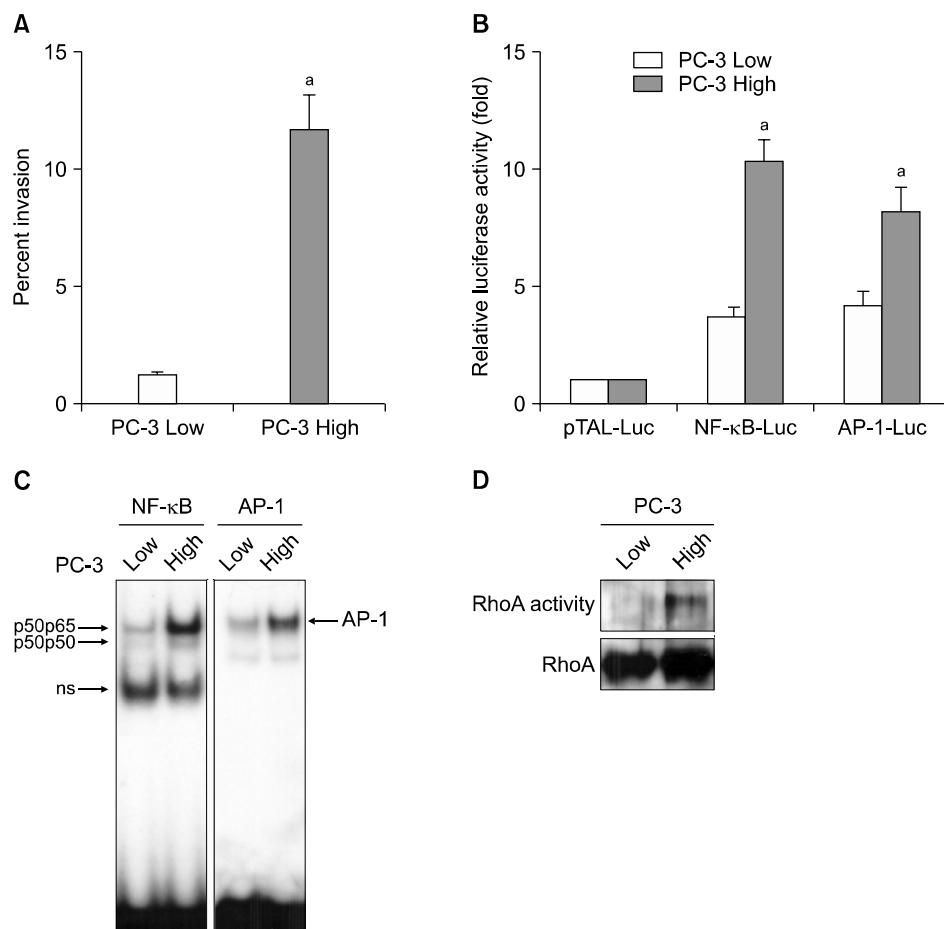 A
15
10
5
0
Percent invasion
PC-3 Low
PC-3 High
a
B
15
10
5
0
Relative luciferase activity (fold)
PC-3 Low
PC-3 High
a
a
pTAL-Luc
NF-κB-Luc
AP-1-Luc
C
NF-κB
AP-1
PC-3
Low
High
Low
High
p50p65
p50p50
ns
AP-1
D
PC-3
Low
High
RhoA activity
RhoA